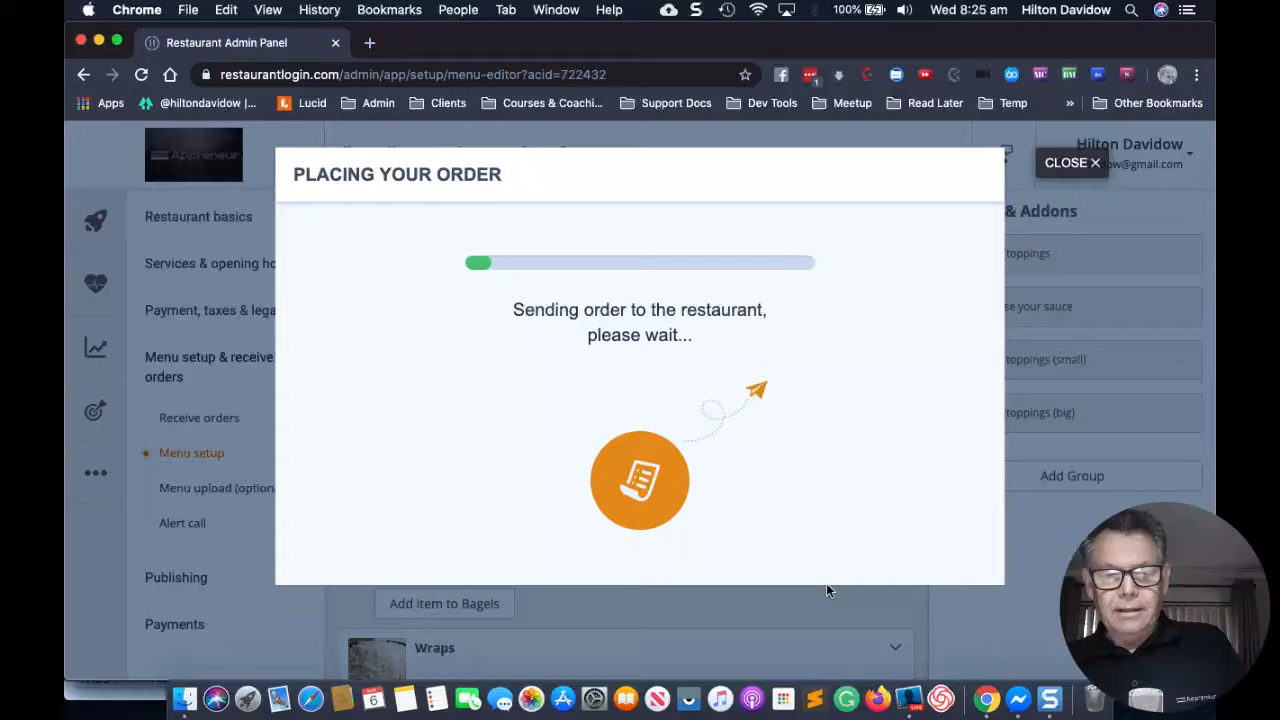 Chrome File Edit View History Bookmarks People Tab Window Help 100% Wed 8:25 am Hilton Davidow
Restaurant Admin Panel
restaurantlogin.com/admin/app/setup/menu-editor?acid=722432
Apps @hiltondavidow |... Lucid Admin Clients Courses & Coachi... Support Docs Dev Tools Meetup Read Later Temp » Other Bookmarks
Appreneur
Hilton Davidow
ow@gmail.com
CLOSE
PLACING YOUR ORDER
Sending order to the restaurant,
please wait...
Restaurant basics
Services & opening ho
Payment, taxes & lega
Menu setup & receive
orders
Receive orders
Menu setup
Menu upload (optiona
Alert call
Publishing
Payments
& Addons
toppings
se your sauce
toppings (small)
toppings (big)
Add Group
Add item to Bagels
Wraps